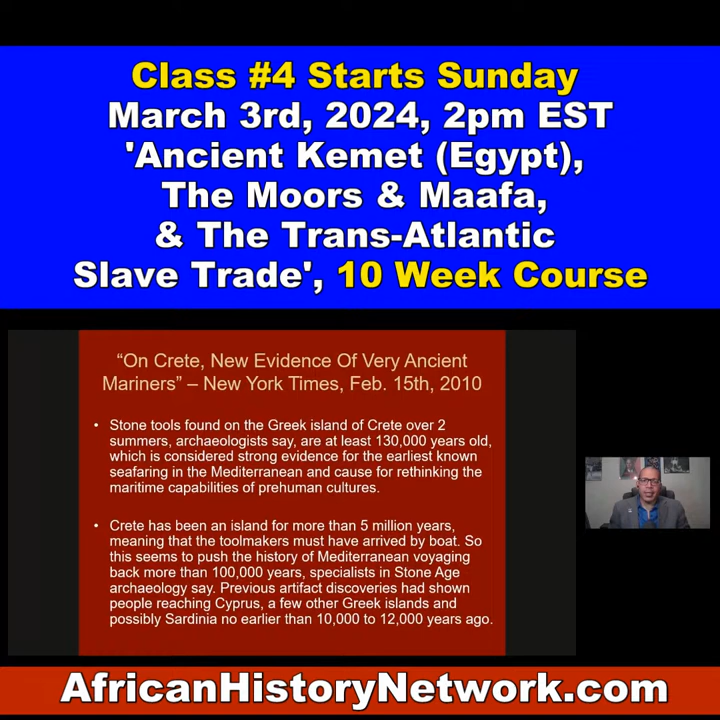 Class #4 Starts Sunday
March 3rd, 2024, 2pm EST
'Ancient Kemet (Egypt),
The Moors & Maafa,
& The Trans-Atlantic
Slave Trade', 10 Week Course
“On Crete, New Evidence Of Very Ancient
Mariners” – New York Times, Feb. 15th, 2010
• Stone tools found on the Greek island of Crete over 2
summers, archaeologists say, are at least 130,000 years old,
which is considered strong evidence for the earliest known
seafaring in the Mediterranean and cause for rethinking the
maritime capabilities of prehuman cultures.
• Crete has been an island for more than 5 million years,
meaning that the toolmakers must have arrived by boat. So
this seems to push the history of Mediterranean voyaging
back more than 100,000 years, specialists in Stone Age
archaeology say. Previous artifact discoveries had shown
people reaching Cyprus, a few other Greek islands and
possibly Sardinia no earlier than 10,000 to 12,000 years ago.
AfricanHistoryNetwork.com